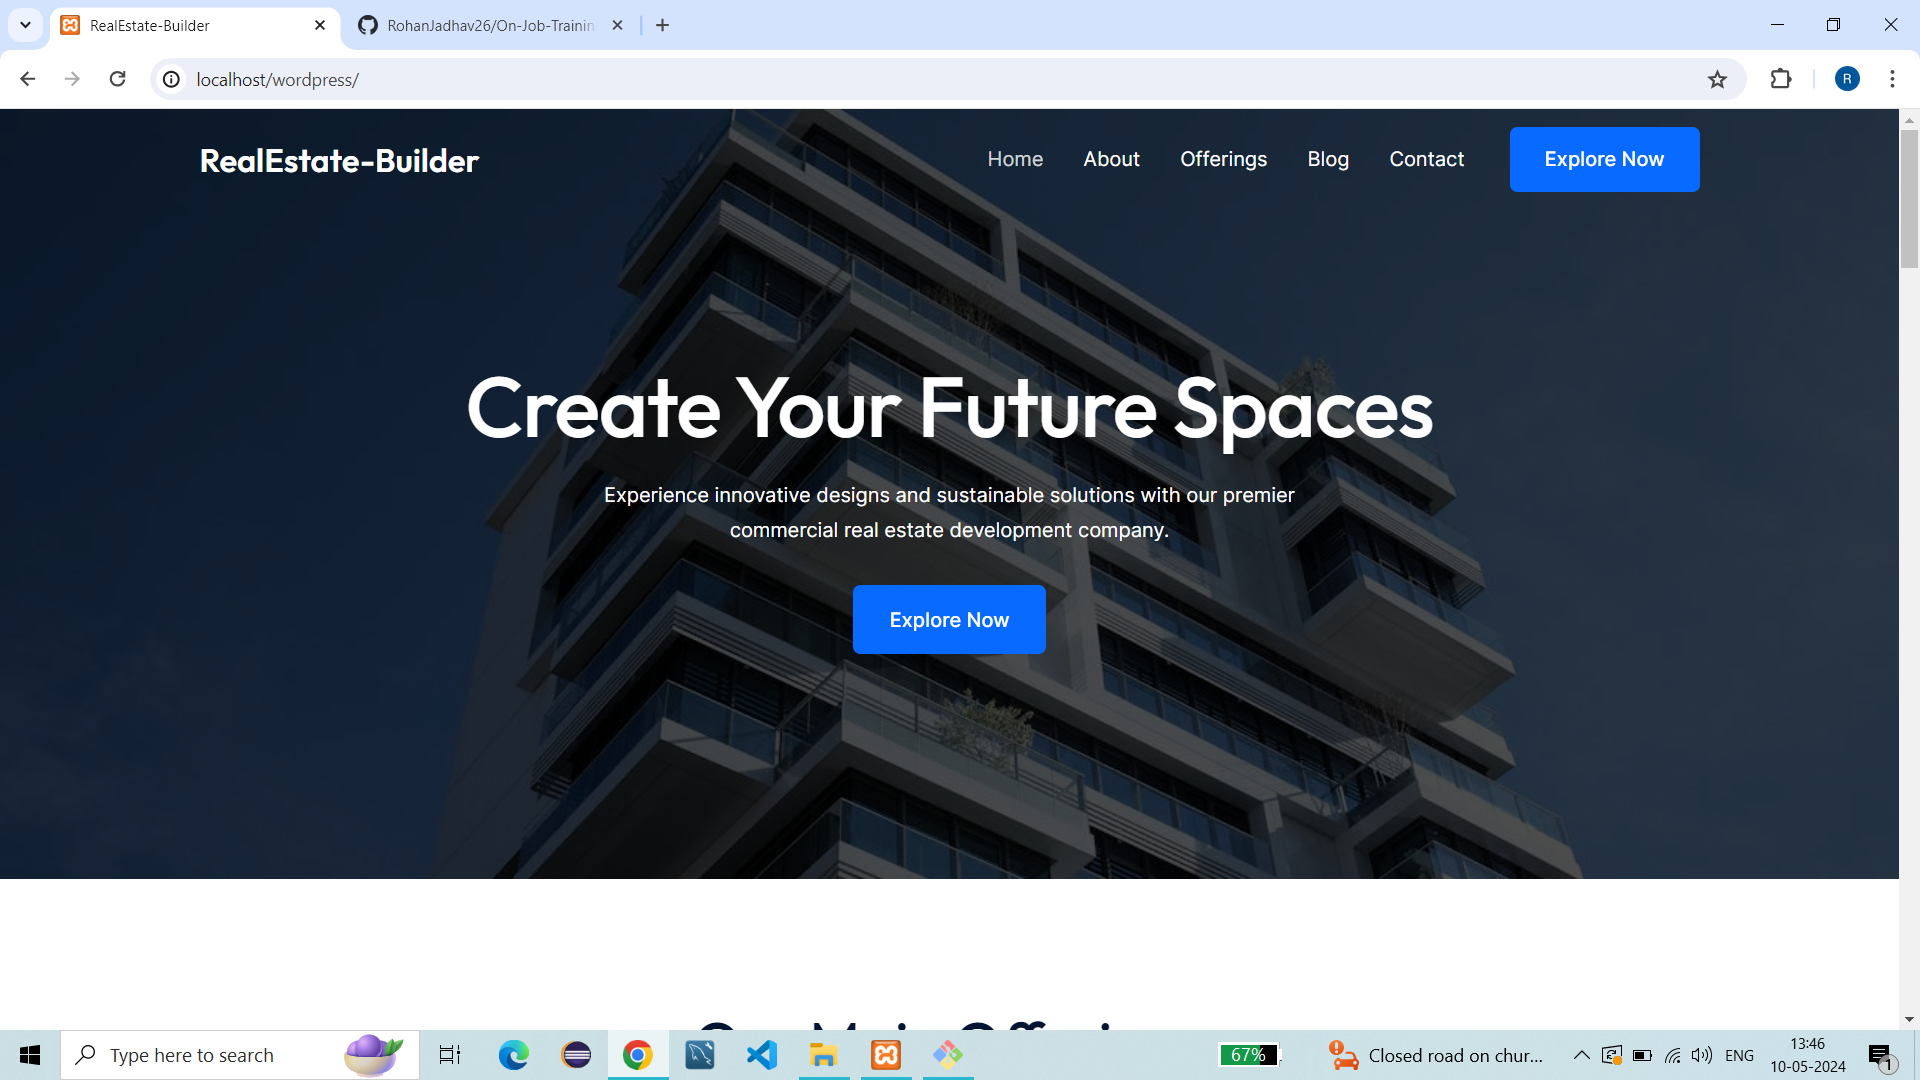 RealEstate-Builder
RohanJadhav26/On-Job-Trainin
localhost/wordpress/
R
RealEstate-Builder
Home
About
Offerings
Blog
Contact
Explore Now
Create Your Future Spaces
Experience innovative designs and sustainable solutions with our premier
commercial real estate development company.
Explore Now
Type here to search
67%
Closed road on chur...
ENG
13:46
10-05-2024
1